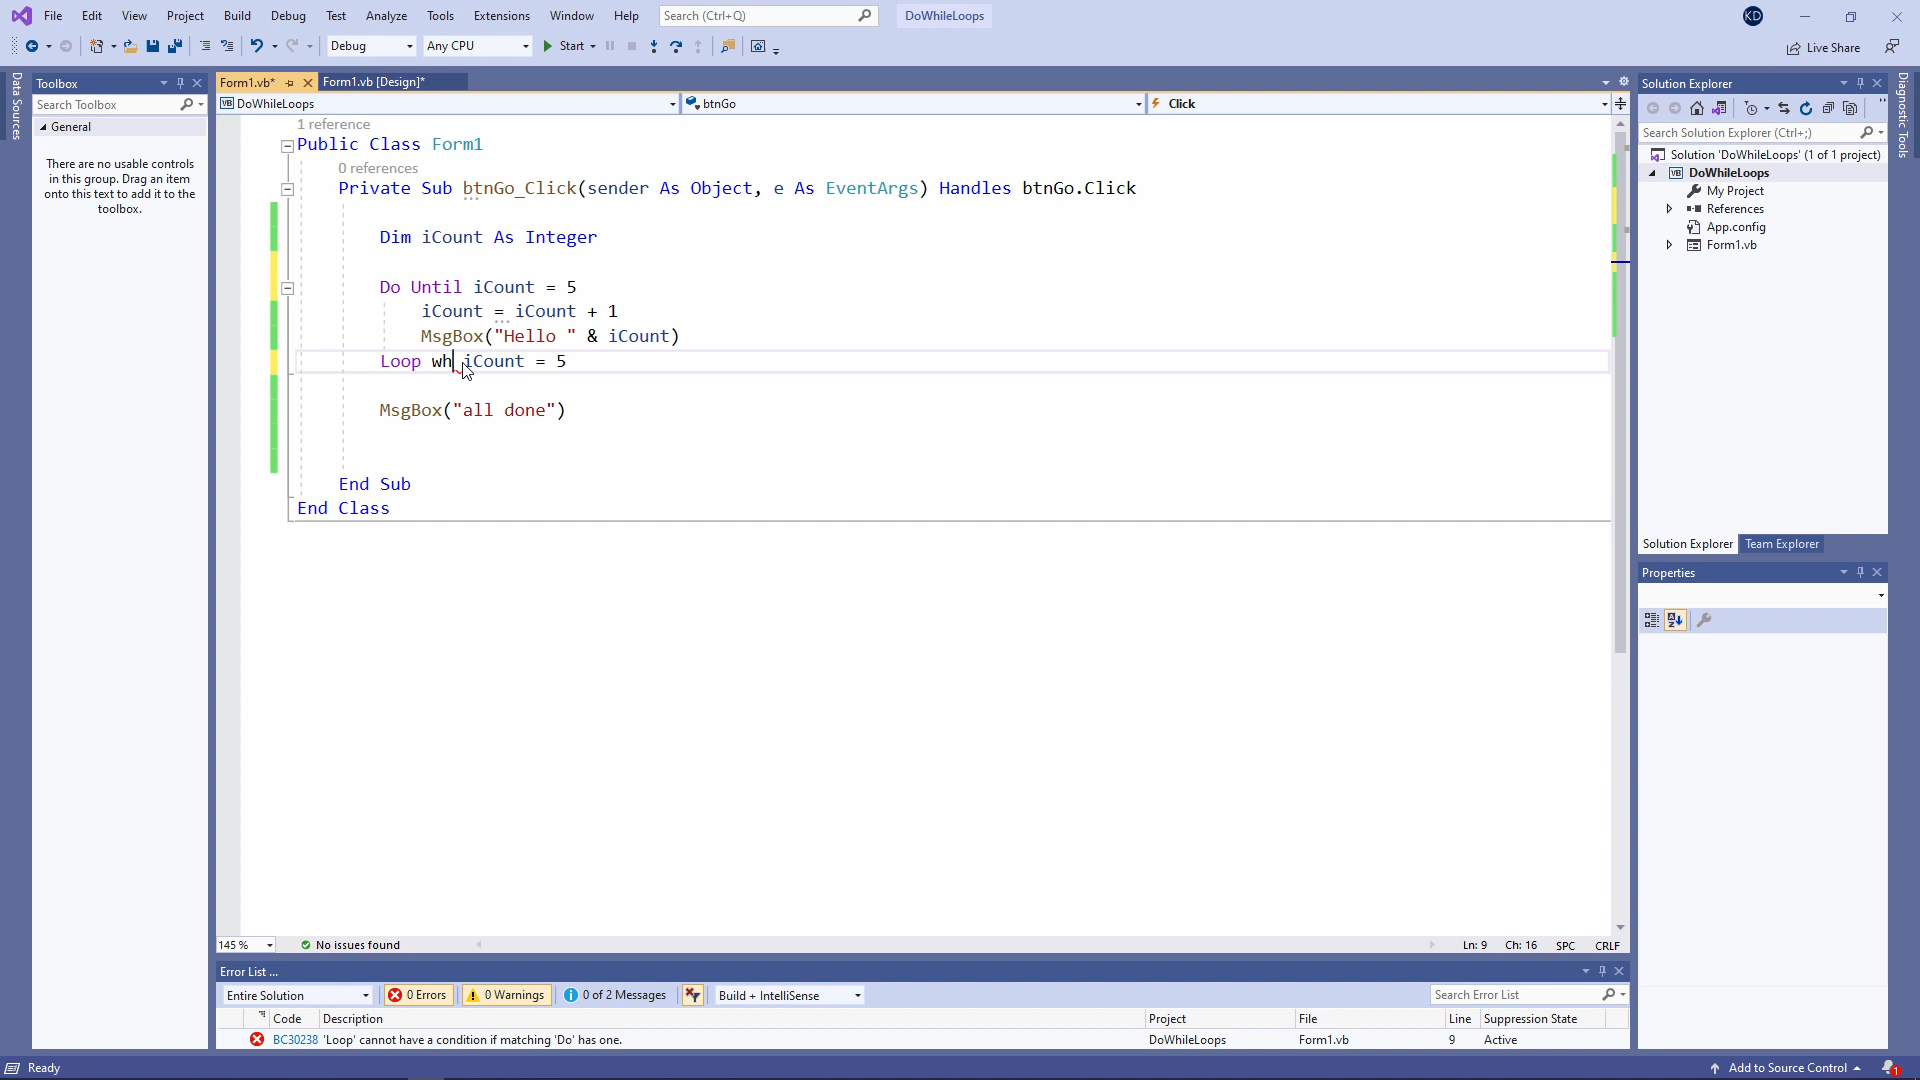 File Edit View Project Build Debug Test Analyze Tools Extensions Window Help Search (Ctrl+Q) DoWhileLoops KD
Debug Any CPU Start Live Share
Data Sources
Toolbox
Search Toolbox
General
There are no usable controls
in this group. Drag an item
onto this text to add it to the
toolbox.
Form1.vb* Form1.vb [Design]*
VB DoWhileLoops btnGo Click
1 reference
Public Class Form1
0 references
Private Sub btnGo_Click(sender As Object, e As EventArgs) Handles btnGo.Click
Dim iCount As Integer
Do Until iCount = 5
iCount = iCount + 1
MsgBox("Hello " & iCount)
Loop wh iCount = 5
MsgBox("all done")
End Sub
End Class
145 % No issues found Ln: 9 Ch: 16 SPC CRLF
Error List ...
Entire Solution 0 Errors 0 Warnings 0 of 2 Messages Build + IntelliSense Search Error List
Code Description Project File Line Suppression State
BC30238 'Loop' cannot have a condition if matching 'Do' has one. DoWhileLoops Form1.vb 9 Active
Solution Explorer
Search Solution Explorer (Ctrl+;)
Solution 'DoWhileLoops' (1 of 1 project)
VB DoWhileLoops
My Project
References
App.config
Form1.vb
Solution Explorer Team Explorer
Properties
Diagnostic Tools
Ready Add to Source Control 1